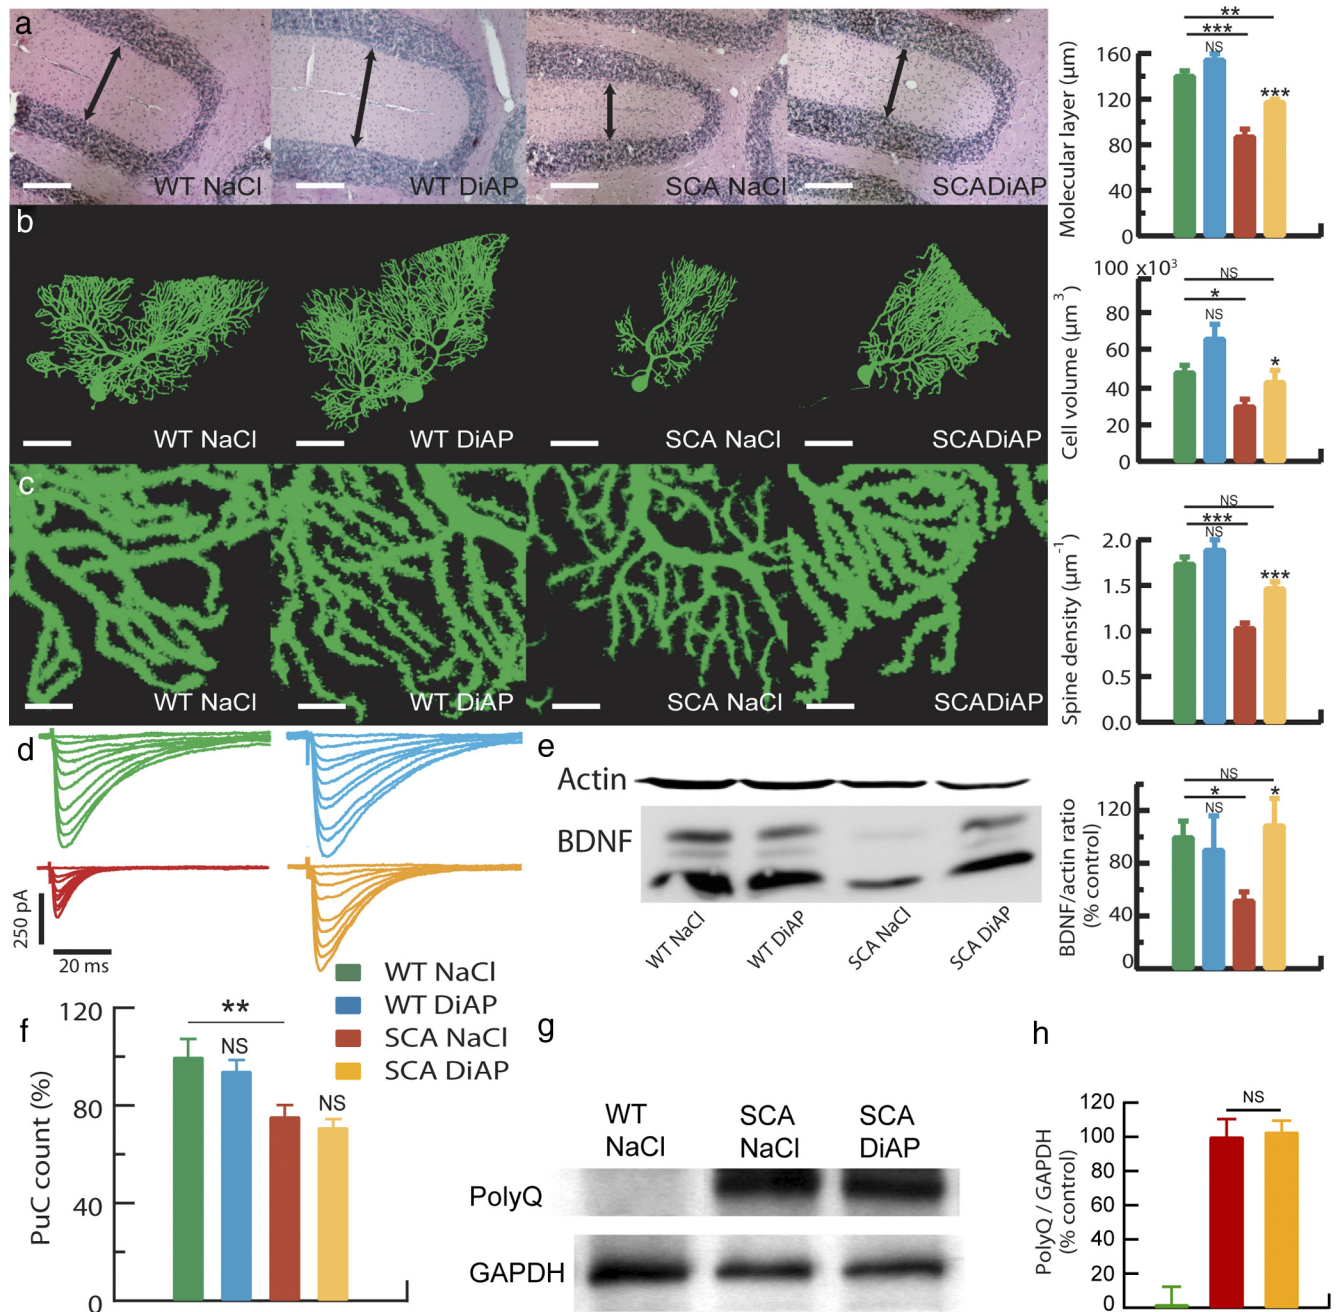 a
WT NaCl
WT DiAP
SCA NaCl
SCADiAP
**
***
NS
***
Molecular layer (µm)
160
120
80
40
0
b
WT NaCl
WT DiAP
SCA NaCl
SCADiAP
100 x10³
NS
*
NS
*
Cell volume (µm³)
80
60
40
20
0
c
WT NaCl
WT DiAP
SCA NaCl
SCADiAP
NS
***
NS
***
Spine density (µm⁻¹)
2.0
1.5
1.0
0.5
0.0
d
250 pA
20 ms
e
Actin
BDNF
WT NaCl
WT DiAP
SCA NaCl
SCA DiAP
NS
*
NS
*
BDNF/actin ratio
(% control)
120
80
40
0
WT NaCl
WT DiAP
SCA NaCl
SCA DiAP
f
PuC count (%)
120
80
40
0
**
NS
NS
g
WT
NaCl
SCA
NaCl
SCA
DiAP
PolyQ
GAPDH
h
NS
PolyQ / GAPDH
(% control)
120
100
80
60
40
20
0